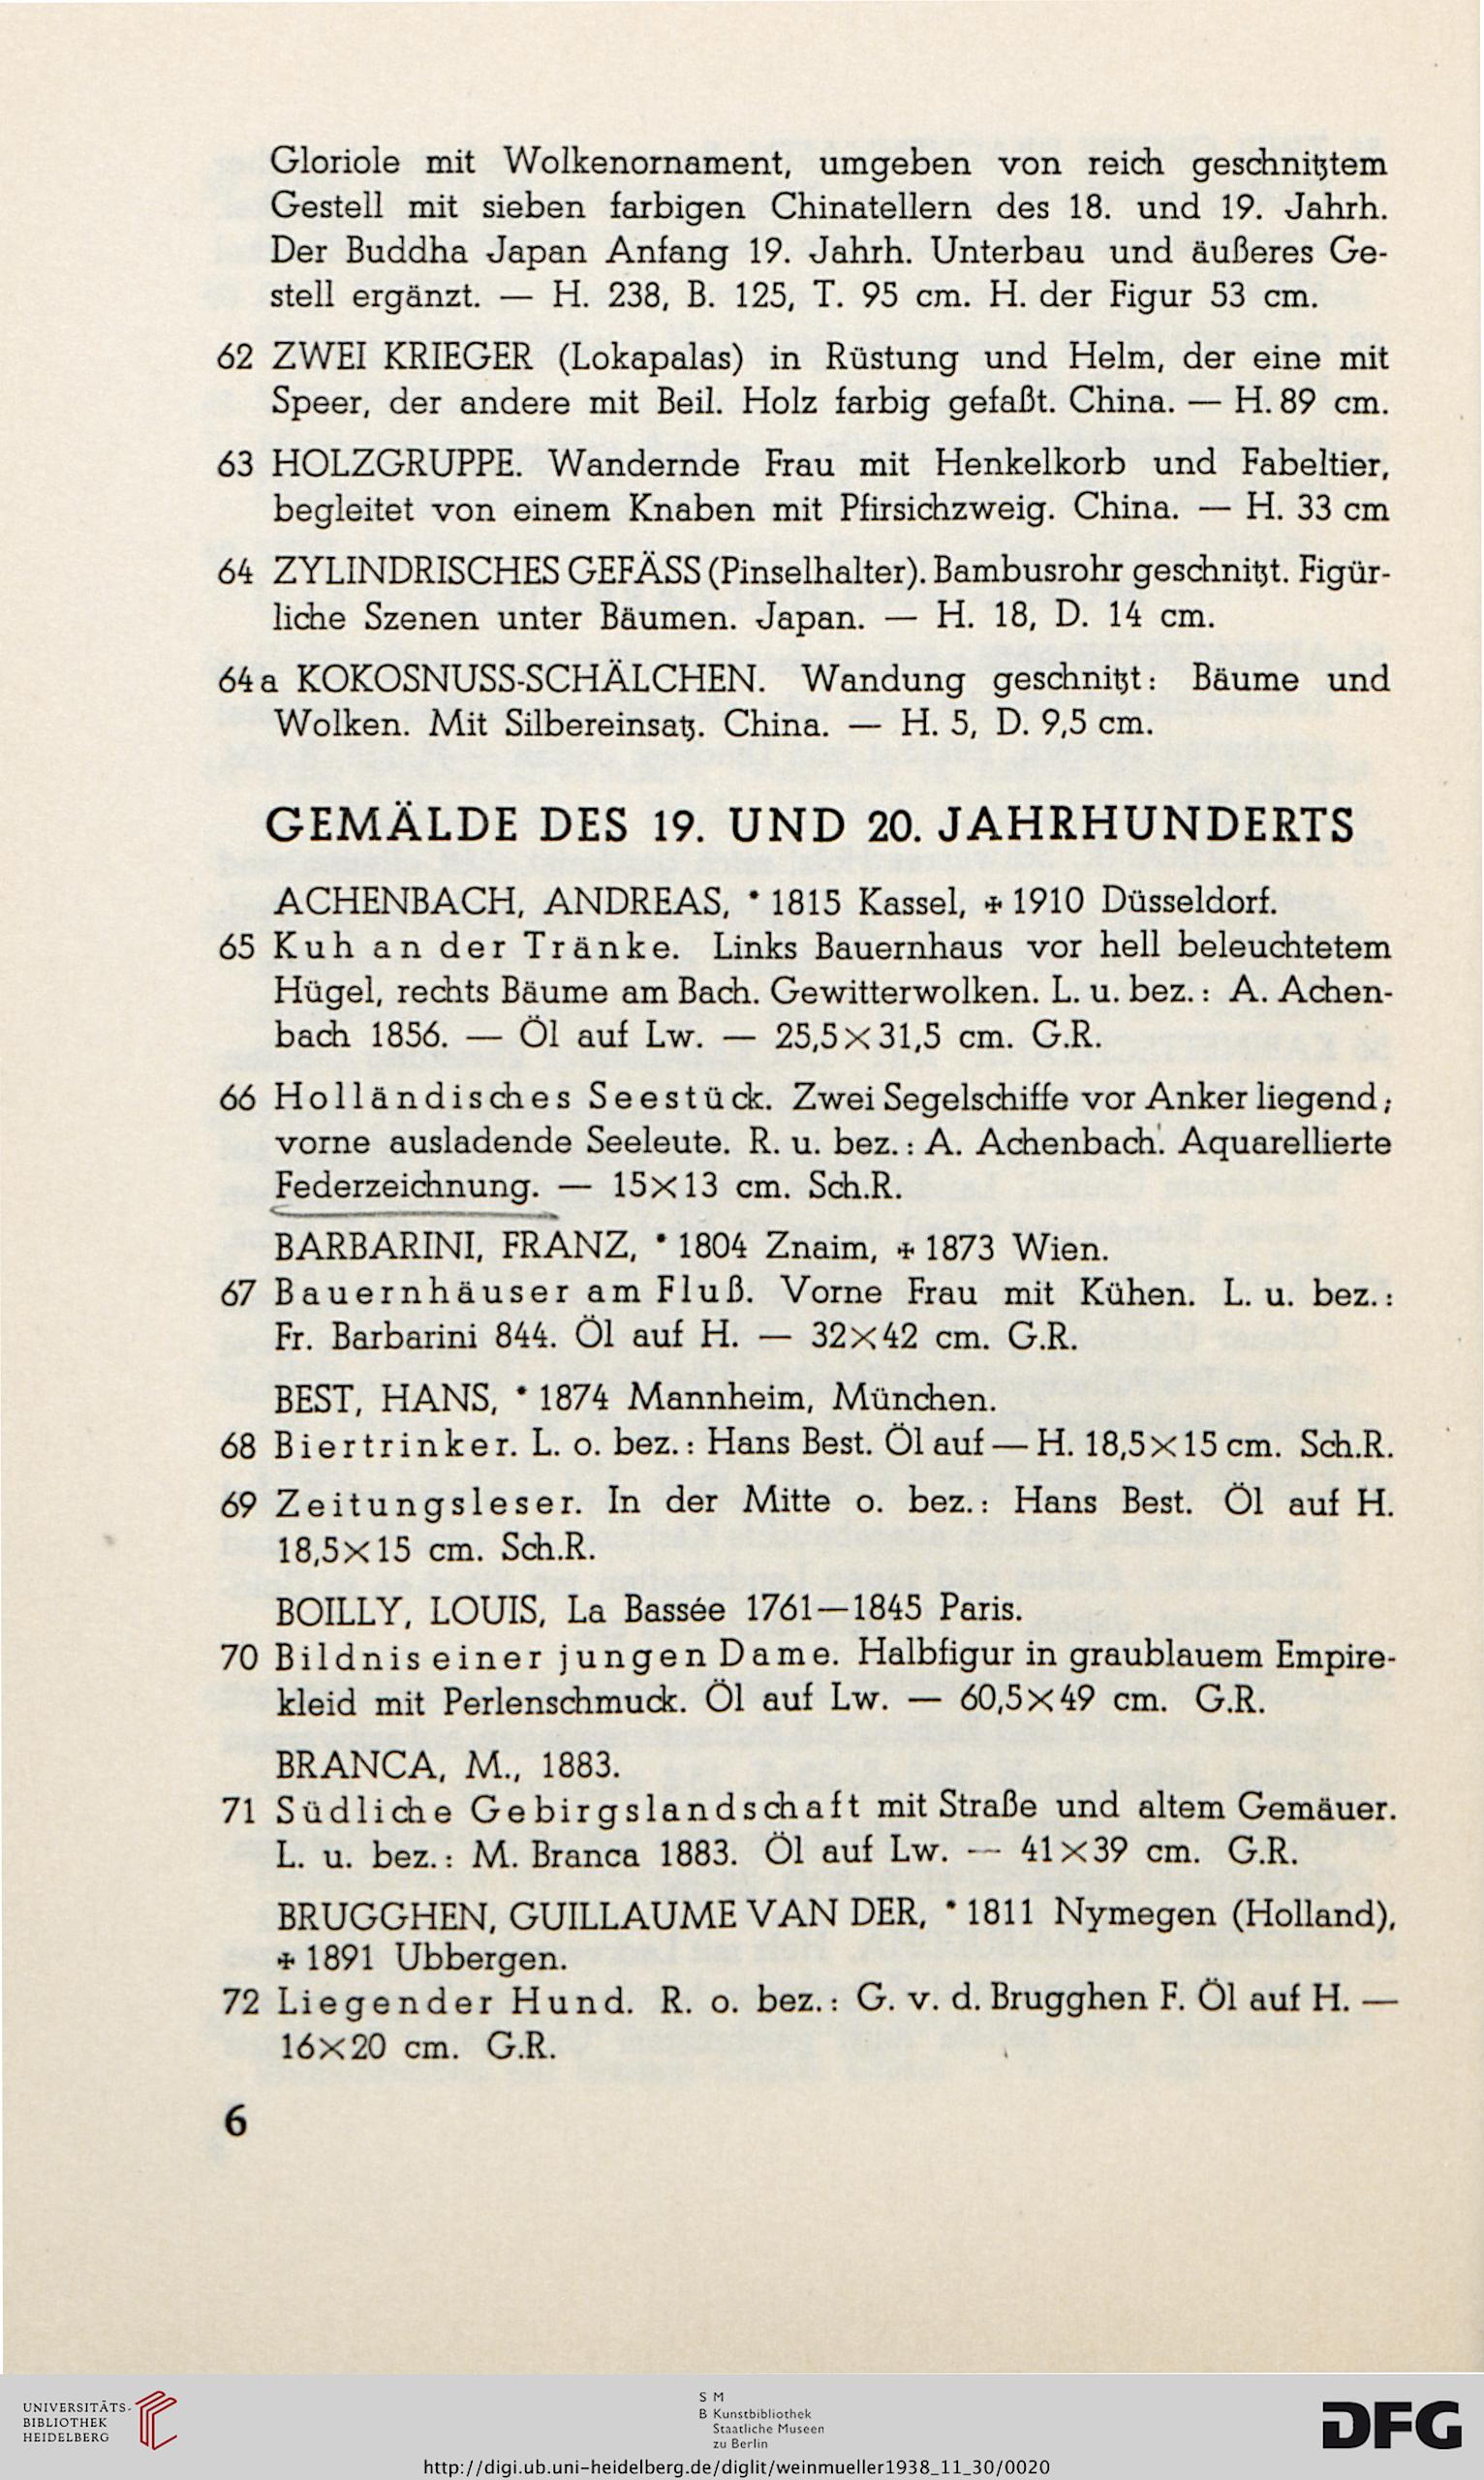 Gloriole mit Wolkenornament, umgeben von reich geschnitztem
Gestell mit sieben farbigen Chinatellern des 18. und 19. Jahrh.
Der Buddha Japan Anfang 19. Jahrh. Unterbau und äußeres Ge-
stell ergänzt. — H. 238, B. 125, T. 95 cm. H. der Figur 53 cm.
62 ZWEI KRIEGER (Lokapalas) in Rüstung und Helm, der eine mit
Speer, der andere mit Beil. Holz farbig gefaßt. China. — H. 89 cm.
63 HOLZGRUPPE. Wandernde Frau mit Henkelkorb und Fabeltier,
begleitet von einem Knaben mit Pfirsichzweig. China. — H. 33 cm
64 ZYLINDRISCHES GEFÄSS (Pinselhalter). Bambusrohr geschnitzt. Figür-
liche Szenen unter Bäumen. Japan. — H. 18, D. 14 cm.
64a KOKOSNUSS-SCHÄLCHEN. Wandung geschnitzt: Bäume und
Wolken. Mit Silbereinsatz. China. — H. 5, D. 9,5 cm.
GEMÄLDE DES 19. UND 20. JAHRHUNDERTS
ACHENBACH, ANDREAS, * 1815 Kassel, ✠ 1910 Düsseldorf.
65 Kuh an der Tränke. Links Bauernhaus vor hell beleuchtetem
Hügel, rechts Bäume am Bach. Gewitterwolken. L. u. bez.: A. Achen-
bach 1856. — Öl auf Lw. — 25,5×31,5 cm. G.R.
66 Holländisches Seestück. Zwei Segelschiffe vor Anker liegend;
vorne ausladende Seeleute. R. u. bez.: A. Achenbach. Aquarellierte
Federzeichnung. — 15×13 cm. Sch.R.
BARBARINI, FRANZ, * 1804 Znaim, ✠ 1873 Wien.
67 Bauernhäuser am Fluß. Vorne Frau mit Kühen. L. u. bez.:
Fr. Barbarini 844. Öl auf H. — 32×42 cm. G.R.
BEST, HANS, * 1874 Mannheim, München.
68 Biertrinker. L. o. bez.: Hans Best. Öl auf — H. 18,5×15 cm. Sch.R.
69 Zeitungsleser. In der Mitte o. bez.: Hans Best. Öl auf H.
18,5×15 cm. Sch.R.
BOILLY, LOUIS, La Bassée 1761—1845 Paris.
70 Bildnis einer jungen Dame. Halbfigur in graublauem Empire-
kleid mit Perlenschmuck. Öl auf Lw. — 60,5×49 cm. G.R.
BRANCA, M., 1883.
71 Südliche Gebirgslandschaft mit Straße und altem Gemäuer.
L. u. bez.: M. Branca 1883. Öl auf Lw. — 41×39 cm. G.R.
BRUGGHEN, GUILLAUME VAN DER, * 1811 Nymegen (Holland),
✠ 1891 Ubbergen.
72 Liegender Hund. R. o. bez.: G. v. d. Brugghen F. Öl auf H. —
16×20 cm. G.R.
6
UNIVERSITÄTS-
BIBLIOTHEK
HEIDELBERG
S M
B Kunstbibliothek
Staatliche Museen
zu Berlin
DFG
http://digi.ub.uni-heidelberg.de/diglit/weinmueller1938_11_30/0020